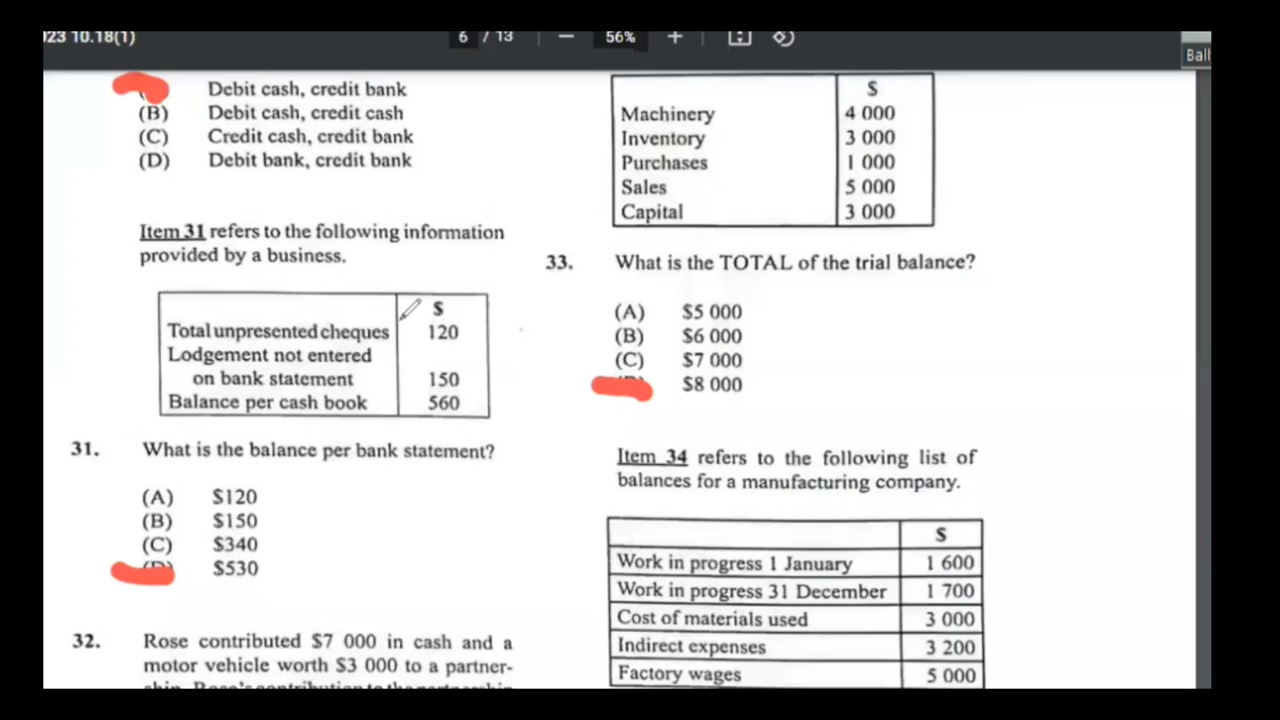 023 10.18(1)
6 / 13
56%
Ball
Debit cash, credit bank
(B) Debit cash, credit cash
(C) Credit cash, credit bank
(D) Debit bank, credit bank
Item 31 refers to the following information
provided by a business.
$
Total unpresented cheques 120
Lodgement not entered
on bank statement 150
Balance per cash book 560
31. What is the balance per bank statement?
(A) $120
(B) $150
(C) $340
(D) $530
32. Rose contributed $7 000 in cash and a
motor vehicle worth $3 000 to a partner-
ship. Rose's contribution to the partnership
$
Machinery 4 000
Inventory 3 000
Purchases 1 000
Sales 5 000
Capital 3 000
33. What is the TOTAL of the trial balance?
(A) $5 000
(B) $6 000
(C) $7 000
(D) $8 000
Item 34 refers to the following list of
balances for a manufacturing company.
$
Work in progress 1 January 1 600
Work in progress 31 December 1 700
Cost of materials used 3 000
Indirect expenses 3 200
Factory wages 5 000